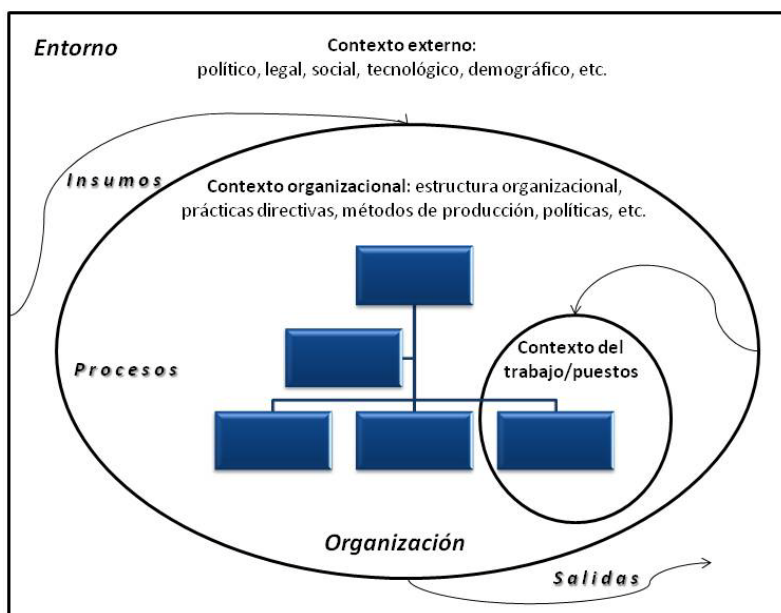 Entorno
Contexto externo:
político, legal, social, tecnológico, demográfico, etc.
Insumos
Contexto organizacional: estructura organizacional,
prácticas directivas, métodos de producción, políticas, etc.
Contexto del
trabajo/puestos
Procesos
Organización
Salidas